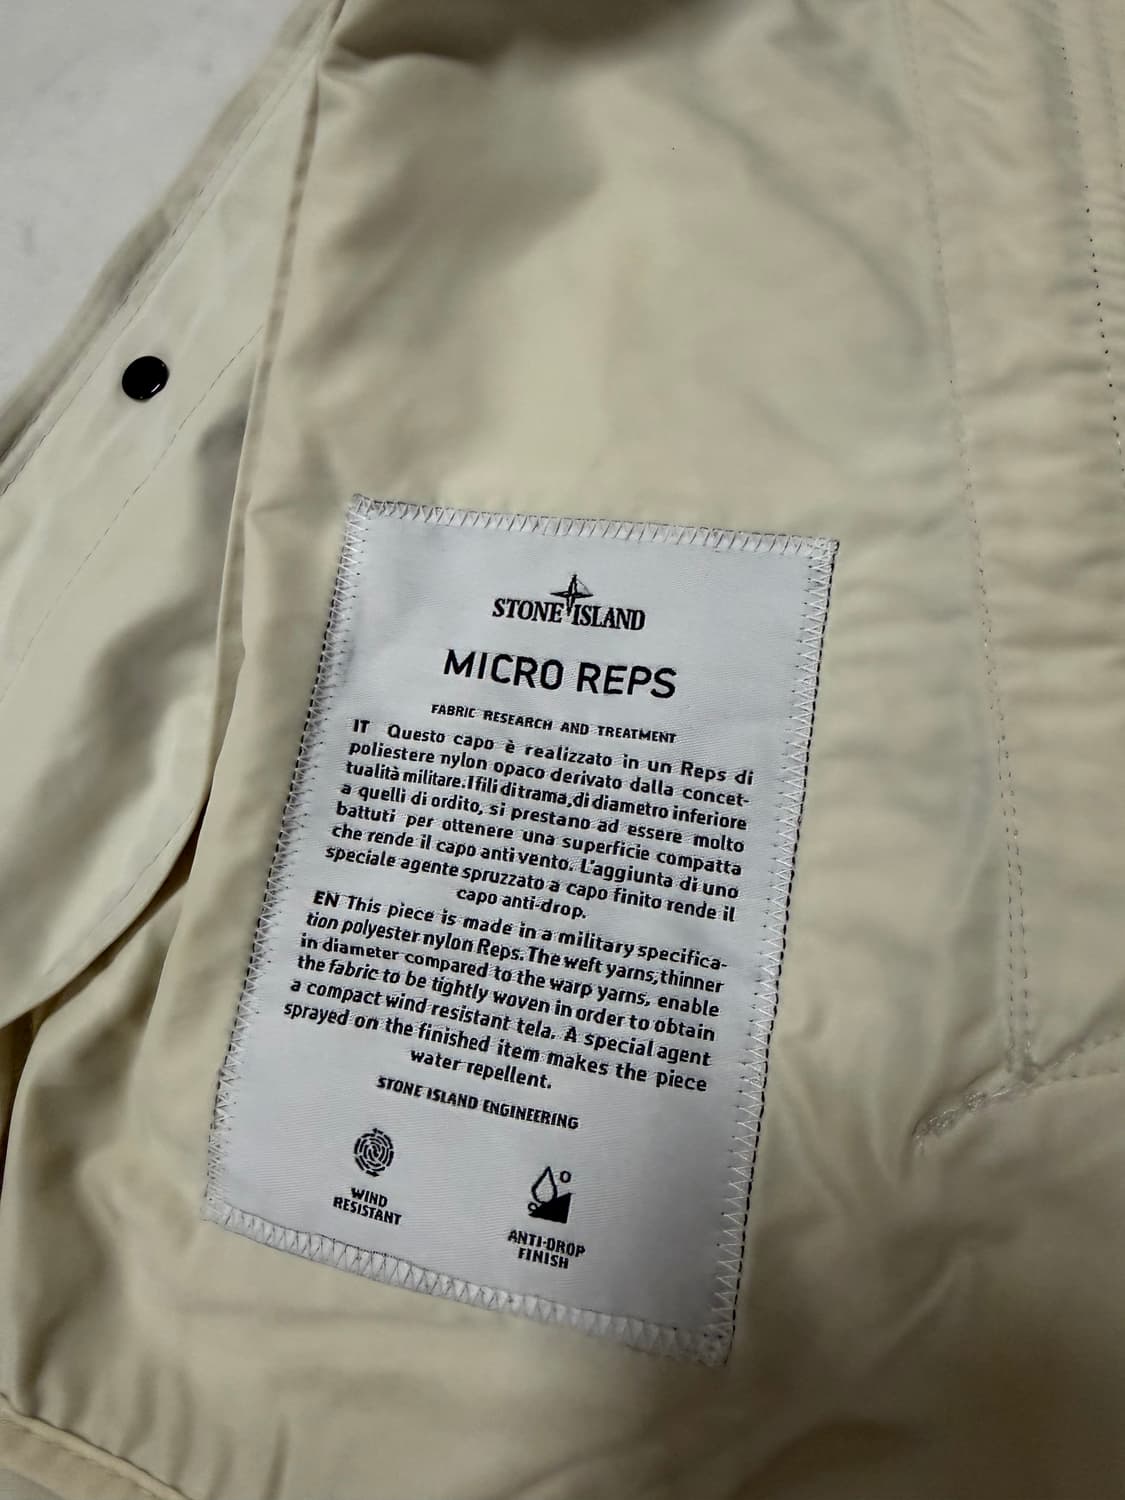 STONE ISLAND
MICRO REPS
FABRIC RESEARCH AND TREATMENT
IT Questo capo è realizzato in un Reps di
poliestere nylon opaco derivato dalla concet-
tualità militare. I fili di trama, di diametro inferiore
a quelli di ordito, si prestano ad essere molto
battuti per ottenere una superficie compatta
che rende il capo anti vento. L'aggiunta di uno
speciale agente spruzzato a capo finito rende il
capo anti-drop.
EN This piece is made in a military specifica-
tion polyester nylon Reps. The weft yarns, thinner
in diameter compared to the warp yarns, enable
the fabric to be tightly woven in order to obtain
a compact wind resistant tela. A special agent
sprayed on the finished item makes the piece
water repellent.
STONE ISLAND ENGINEERING
WIND
RESISTANT
ANTI-DROP
FINISH